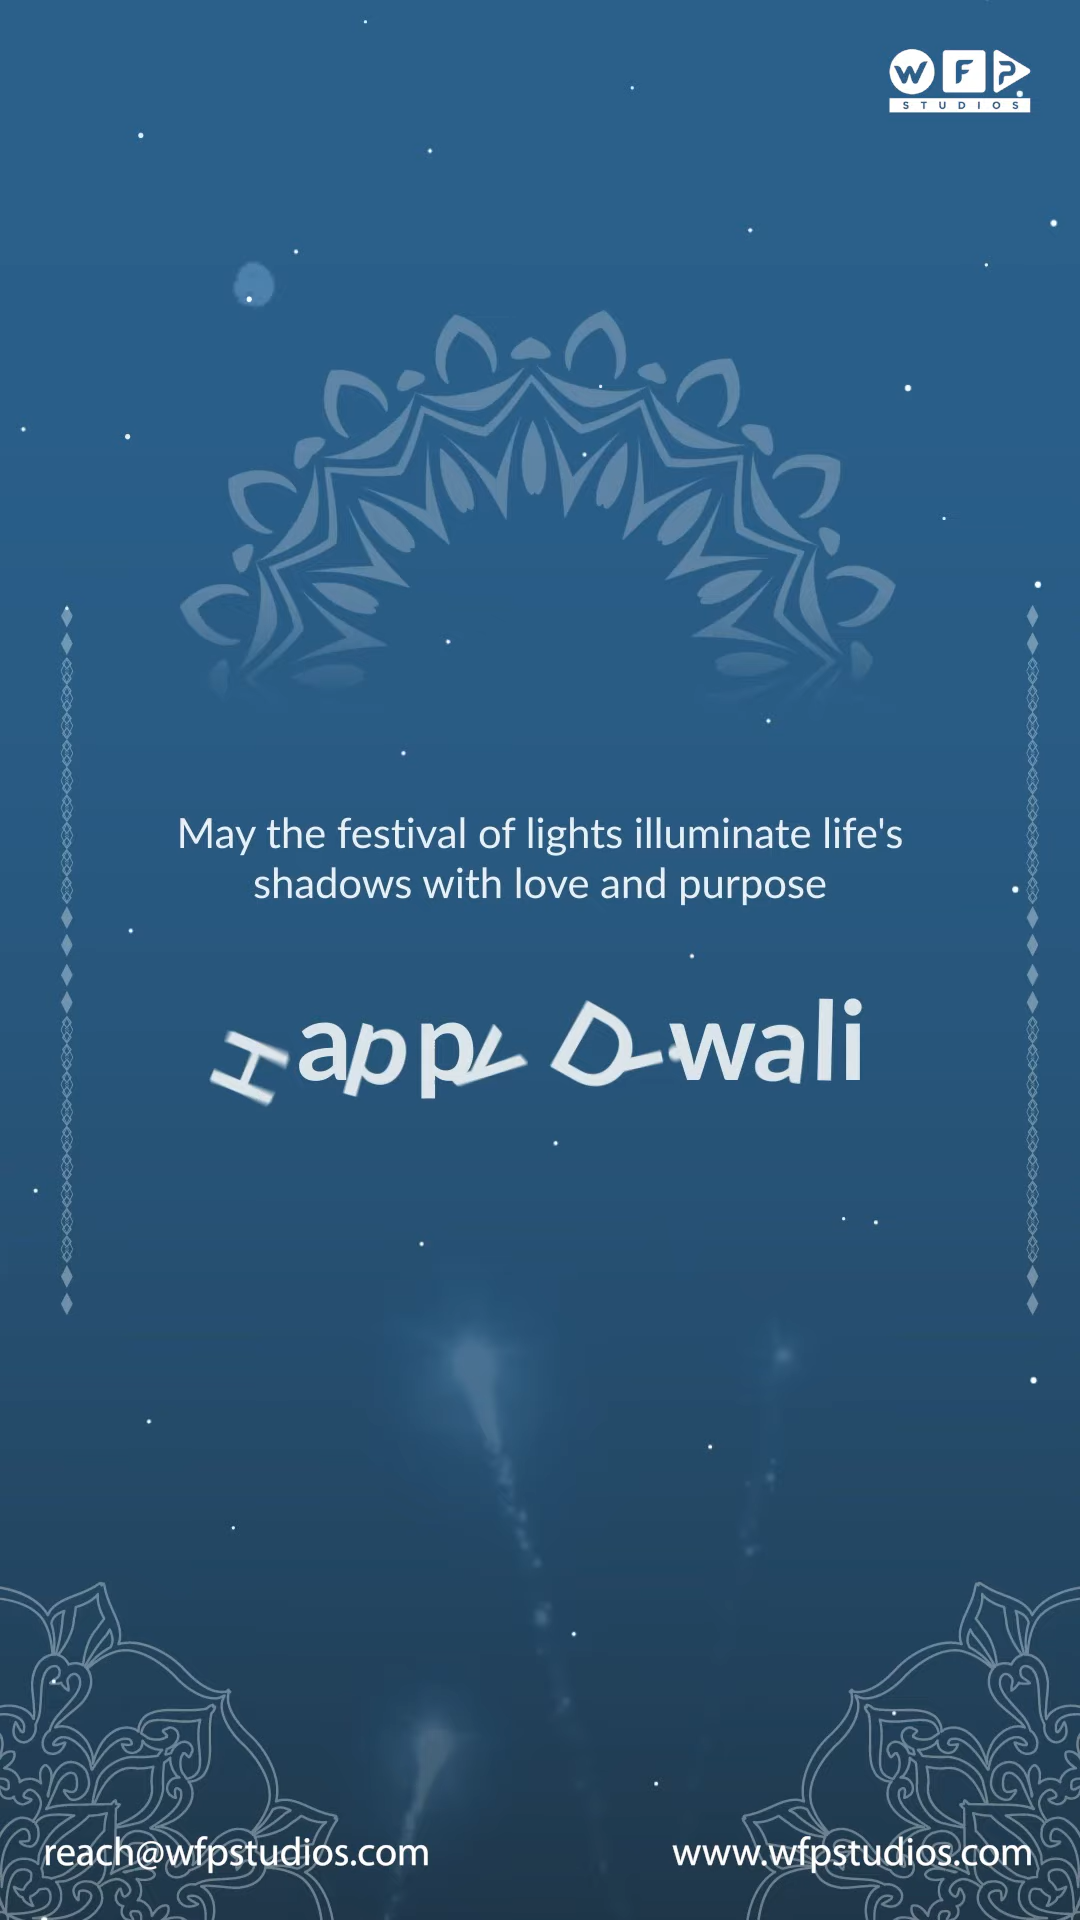 WFP
STUDIOS
May the festival of lights illuminate life's
shadows with love and purpose
Happy Diwali
reach@wfpstudios.com
www.wfpstudios.com